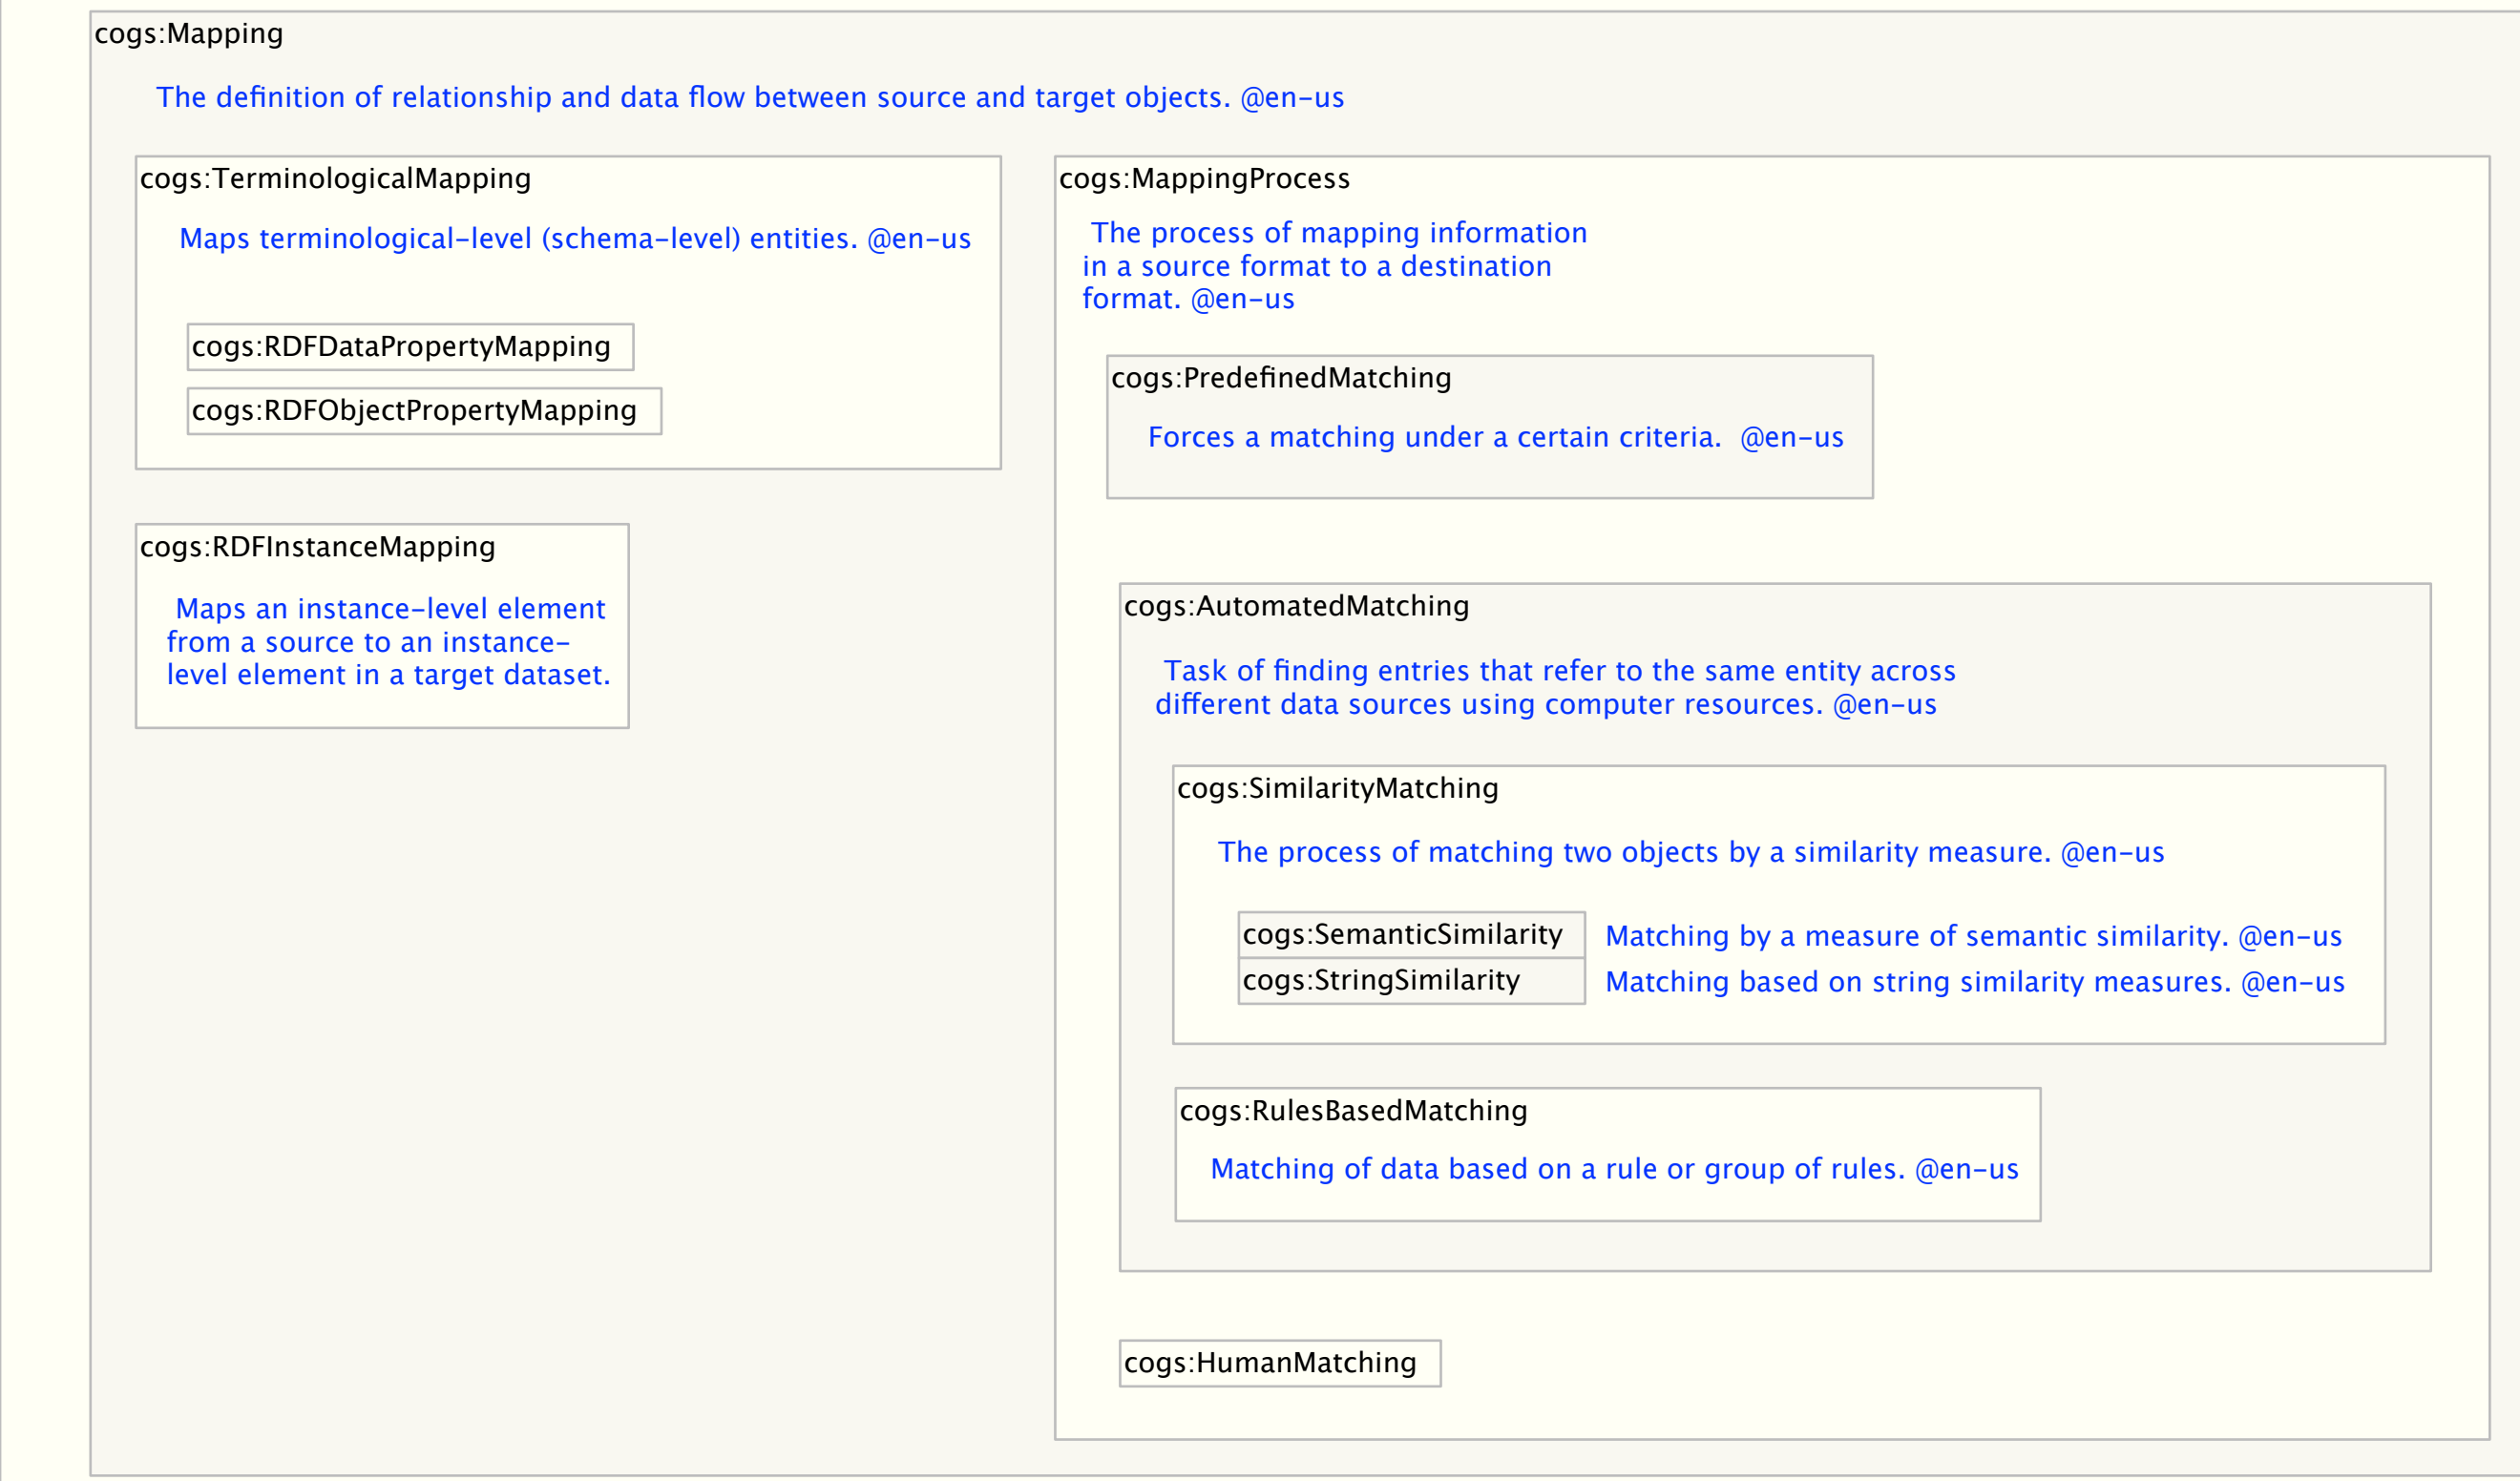 cogs:Mapping
The definition of relationship and data flow between source and target objects. @en-us
cogs:TerminologicalMapping
Maps terminological-level (schema-level) entities. @en-us
cogs:RDFDataPropertyMapping
cogs:RDFObjectPropertyMapping
cogs:RDFInstanceMapping
Maps an instance-level element
from a source to an instance-
level element in a target dataset.
cogs:MappingProcess
The process of mapping information
in a source format to a destination
format. @en-us
cogs:PredefinedMatching
Forces a matching under a certain criteria.  @en-us
cogs:AutomatedMatching
Task of finding entries that refer to the same entity across
different data sources using computer resources. @en-us
cogs:SimilarityMatching
The process of matching two objects by a similarity measure. @en-us
cogs:SemanticSimilarity Matching by a measure of semantic similarity. @en-us
cogs:StringSimilarity Matching based on string similarity measures. @en-us
cogs:RulesBasedMatching
Matching of data based on a rule or group of rules. @en-us
cogs:HumanMatching